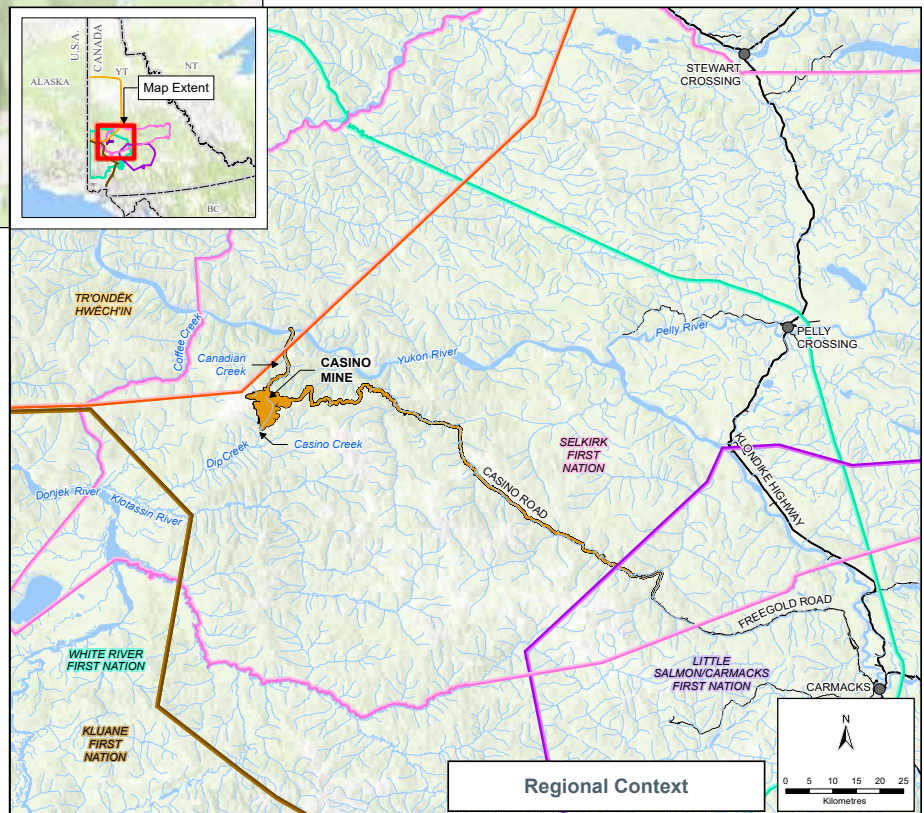 U.S.A.
CANADA
YT
NT
ALASKA
Map Extent
BC
STEWART
CROSSING
TR'ONDËK
HWËCH'IN
Coffee Creek
Canadian
Creek
CASINO
MINE
Yukon River
Pelly River
PELLY
CROSSING
Casino Creek
Dip Creek
SELKIRK
FIRST
NATION
KLONDIKE HIGHWAY
Donjek River
Klotassin River
CASINO ROAD
FREEGOLD ROAD
WHITE RIVER
FIRST NATION
LITTLE
SALMON/CARMACKS
FIRST NATION
CARMACKS
KLUANE
FIRST
NATION
N
Regional Context
0 5 10 15 20 25
Kilometres